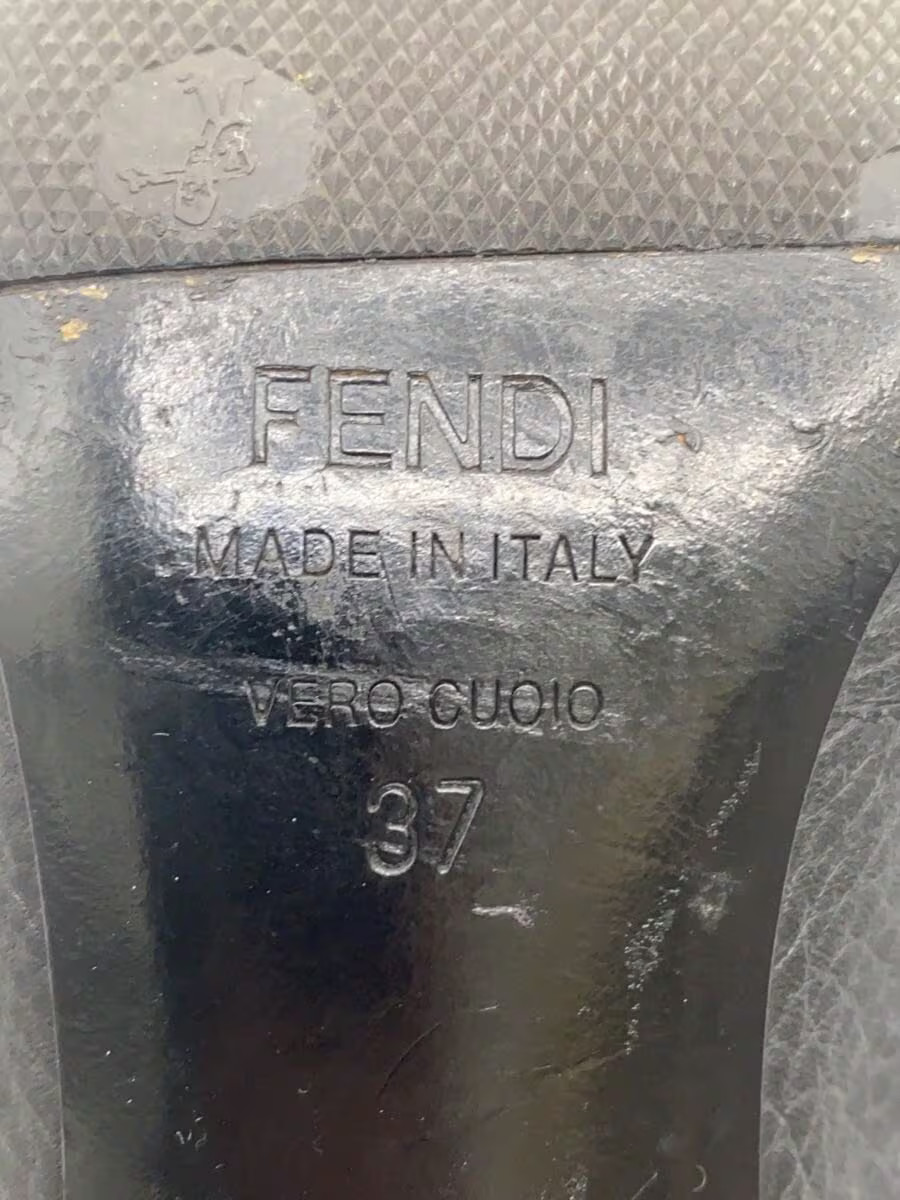 FENDI
MADE IN ITALY
VERO CUOIO
37